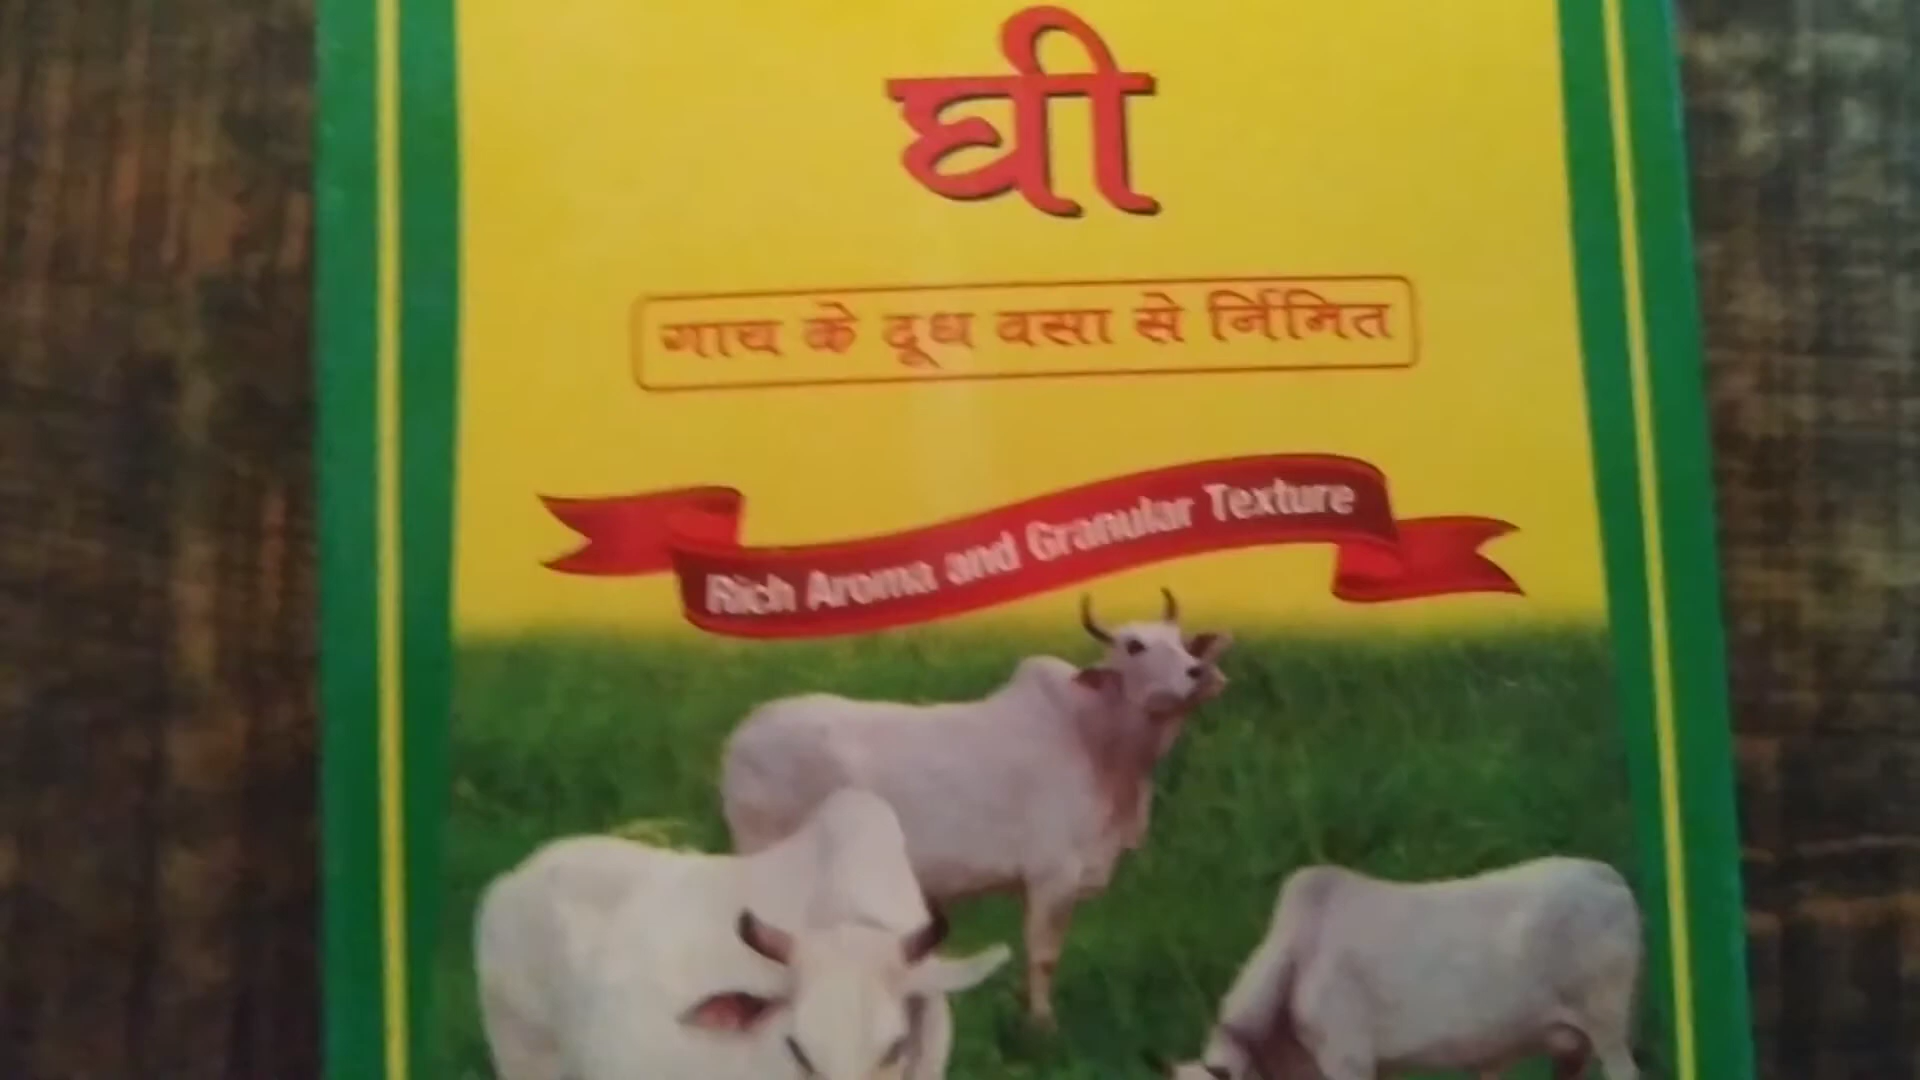 घी
गाय के दूध वसा से र्निमित
Rich Aroma and Granular Texture